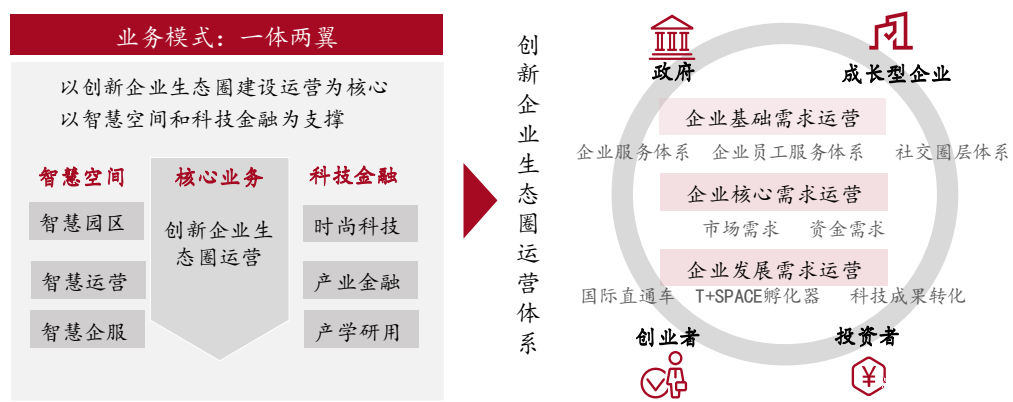 业务模式：一体两翼
以创新企业生态圈建设运营为核心
以智慧空间和科技金融为支撑
智慧空间
智慧园区
智慧运营
智慧企服
核心业务
创新企业生
态圈运营
科技金融
时尚科技
产业金融
产学研用
创新企业生态圈运营体系
政府
成长型企业
企业基础需求运营
企业服务体系 企业员工服务体系 社交圈层体系
企业核心需求运营
市场需求 资金需求
企业发展需求运营
国际直通车 T+SPACE孵化器 科技成果转化
创业者
投资者
¥